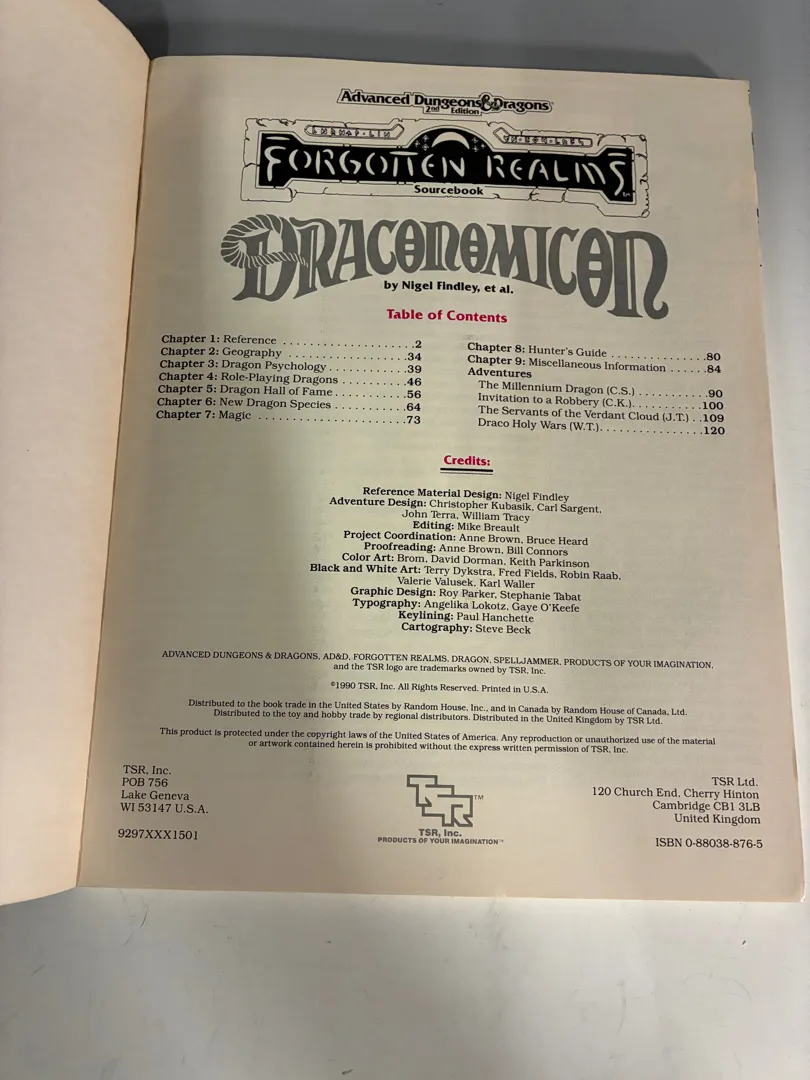 Advanced Dungeons & Dragons®
2nd Edition
FORGOTTEN REALMS
Sourcebook
DRACONOMICON
by Nigel Findley, et al.
Table of Contents
Chapter 1: Reference . . . . . . . . . . . . . . . . . . .2
Chapter 2: Geography . . . . . . . . . . . . . . . . . .34
Chapter 3: Dragon Psychology . . . . . . . . . . . .39
Chapter 4: Role-Playing Dragons . . . . . . . . . .46
Chapter 5: Dragon Hall of Fame . . . . . . . . . . .56
Chapter 6: New Dragon Species . . . . . . . . . . .64
Chapter 7: Magic . . . . . . . . . . . . . . . . . . . . . .73
Chapter 8: Hunter's Guide . . . . . . . . . . . . . .80
Chapter 9: Miscellaneous Information . . . . . .84
Adventures
The Millennium Dragon (C.S.) . . . . . . . . . .90
Invitation to a Robbery (C.K.). . . . . . . . . .100
The Servants of the Verdant Cloud (J.T.) . .109
Draco Holy Wars (W.T.). . . . . . . . . . . . . . .120
Credits:
Reference Material Design: Nigel Findley
Adventure Design: Christopher Kubasik, Carl Sargent,
John Terra, William Tracy
Editing: Mike Breault
Project Coordination: Anne Brown, Bruce Heard
Proofreading: Anne Brown, Bill Connors
Color Art: Brom, David Dorman, Keith Parkinson
Black and White Art: Terry Dykstra, Fred Fields, Robin Raab,
Valerie Valusek, Karl Waller
Graphic Design: Roy Parker, Stephanie Tabat
Typography: Angelika Lokotz, Gaye O'Keefe
Keylining: Paul Hanchette
Cartography: Steve Beck
ADVANCED DUNGEONS & DRAGONS, AD&D, FORGOTTEN REALMS, DRAGON, SPELLJAMMER, PRODUCTS OF YOUR IMAGINATION,
and the TSR logo are trademarks owned by TSR, Inc.
©1990 TSR, Inc. All Rights Reserved. Printed in U.S.A.
Distributed to the book trade in the United States by Random House, Inc., and in Canada by Random House of Canada, Ltd.
Distributed to the toy and hobby trade by regional distributors. Distributed in the United Kingdom by TSR Ltd.
This product is protected under the copyright laws of the United States of America. Any reproduction or unauthorized use of the material
or artwork contained herein is prohibited without the express written permission of TSR, Inc.
TSR, Inc.
POB 756
Lake Geneva
WI 53147 U.S.A.
9297XXX1501
TSR™
TSR, Inc.
PRODUCTS OF YOUR IMAGINATION™
TSR Ltd.
120 Church End, Cherry Hinton
Cambridge CB1 3LB
United Kingdom
ISBN 0-88038-876-5